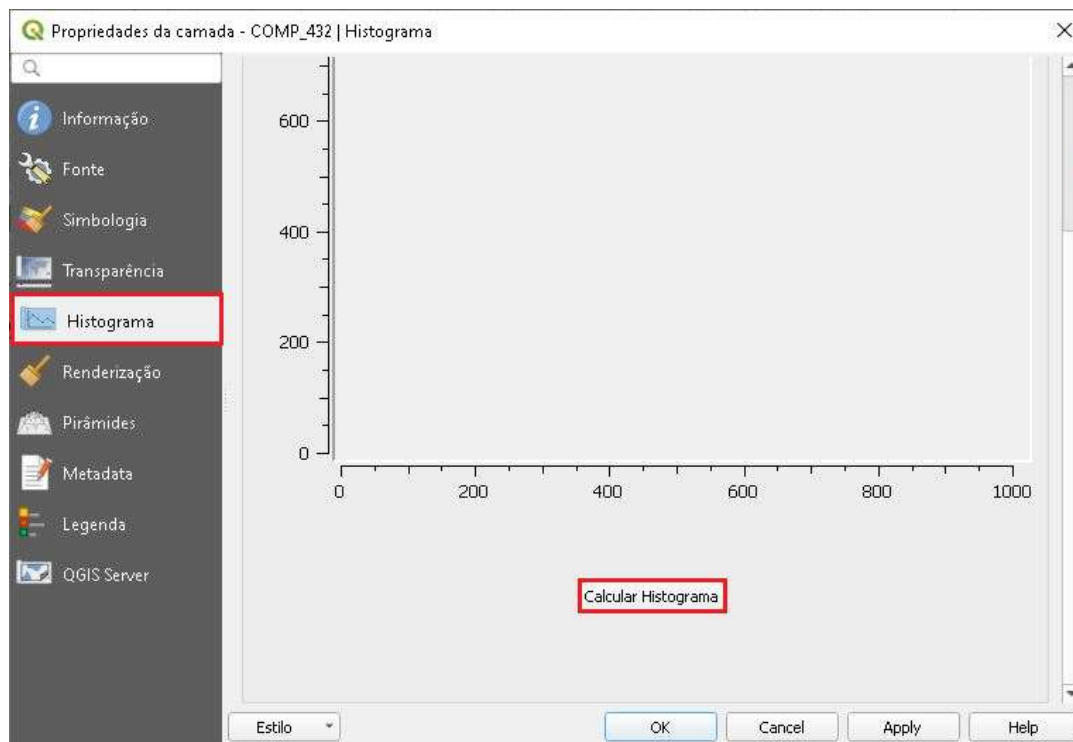 Propriedades da camada - COMP_432 | Histograma
Informação
Fonte
Simbologia
Transparência
Histograma
Renderização
Pirâmides
Metadata
Legenda
QGIS Server
600
400
200
0
0 200 400 600 800 1000
Calcular Histograma
Estilo OK Cancel Apply Help